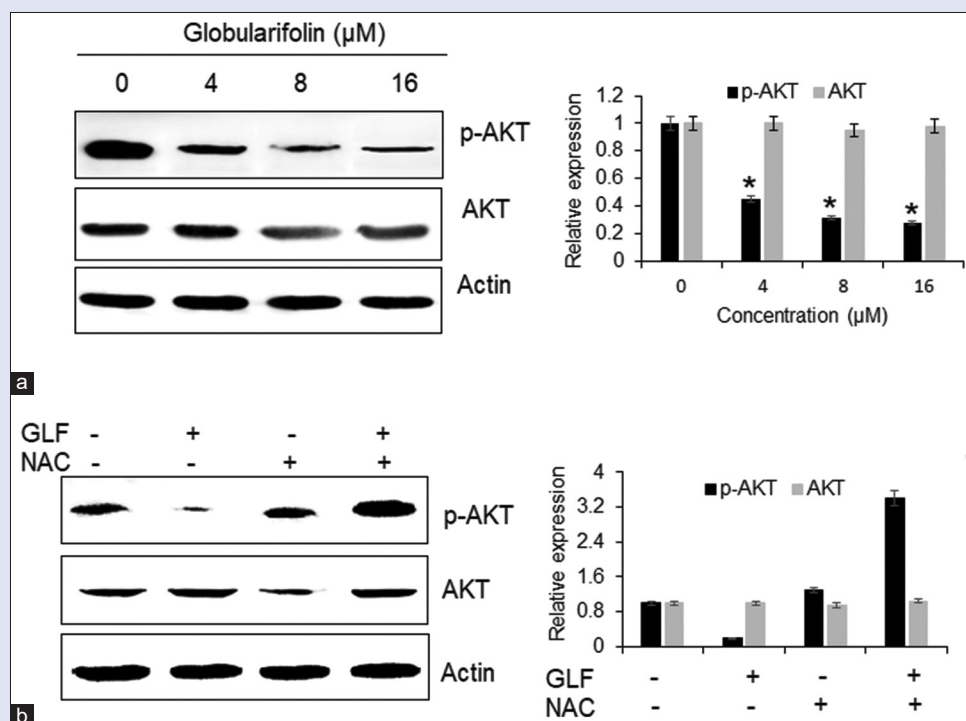 Globularifolin (µM)
0 4 8 16
p-AKT
AKT
Actin
p-AKT AKT
Relative expression
1.2
1
0.8
0.6
0.4
0.2
0
* * *
0 4 8 16
Concentration (µM)
a
GLF - + - +
NAC - - + +
p-AKT
AKT
Actin
p-AKT AKT
Relative expression
4
3.2
1.6
0.8
0
GLF - + - +
NAC - - + +
b